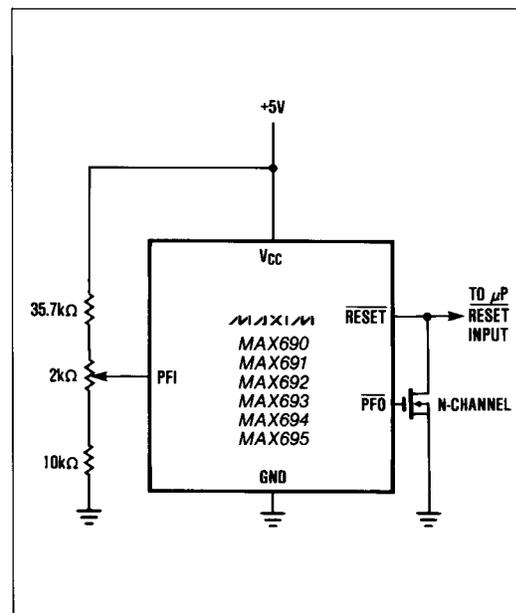 +5V
VCC
35.7kΩ
2kΩ
10kΩ
PFI
MAXIM
MAX690
MAX691
MAX692
MAX693
MAX694
MAX695
GND
RESET
PFO
TO µP
RESET
INPUT
N-CHANNEL